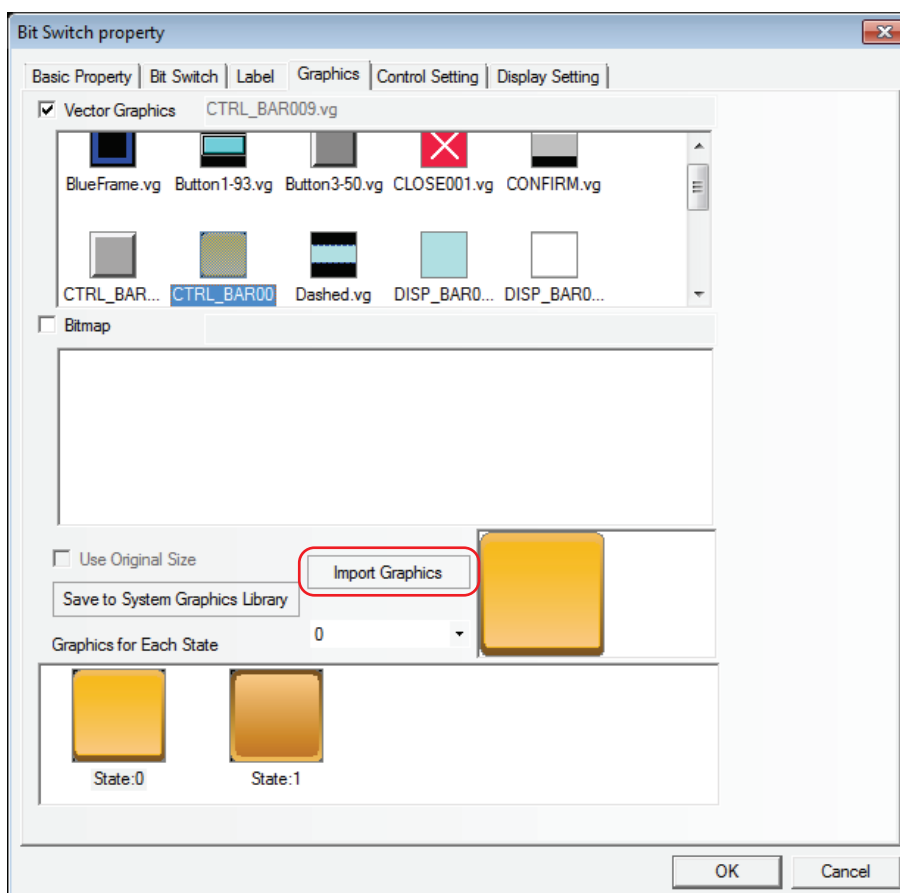 Bit Switch property
Basic Property Bit Switch Label Graphics Control Setting Display Setting
Vector Graphics CTRL_BAR009.vg
BlueFrame.vg Button1-93.vg Button3-50.vg CLOSE001.vg CONFIRM.vg
CTRL_BAR... CTRL_BAR00 Dashed.vg DISP_BAR0... DISP_BAR0...
Bitmap
Use Original Size
Import Graphics
Save to System Graphics Library
0
Graphics for Each State
State:0 State:1
OK Cancel